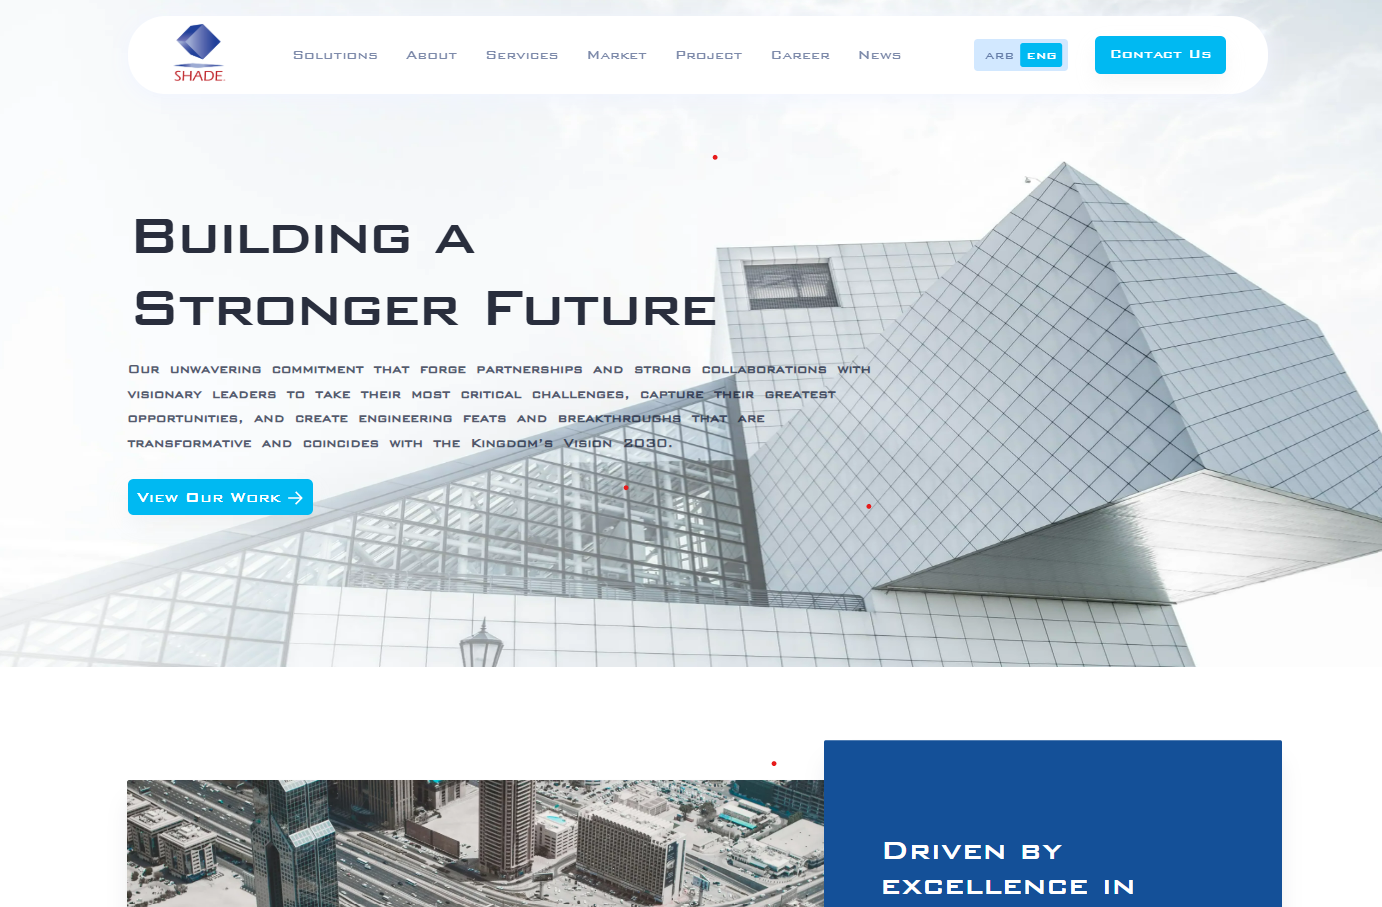 SHADE
Solutions About Services Market Project Career News ARB ENG Contact Us
Building a
Stronger Future
Our unwavering commitment that forge partnerships and strong collaborations with
visionary leaders to take their most critical challenges, capture their greatest
opportunities, and create engineering feats and breakthroughs that are
transformative and coincides with the Kingdom's Vision 2030.
View Our Work →
Driven by
excellence in